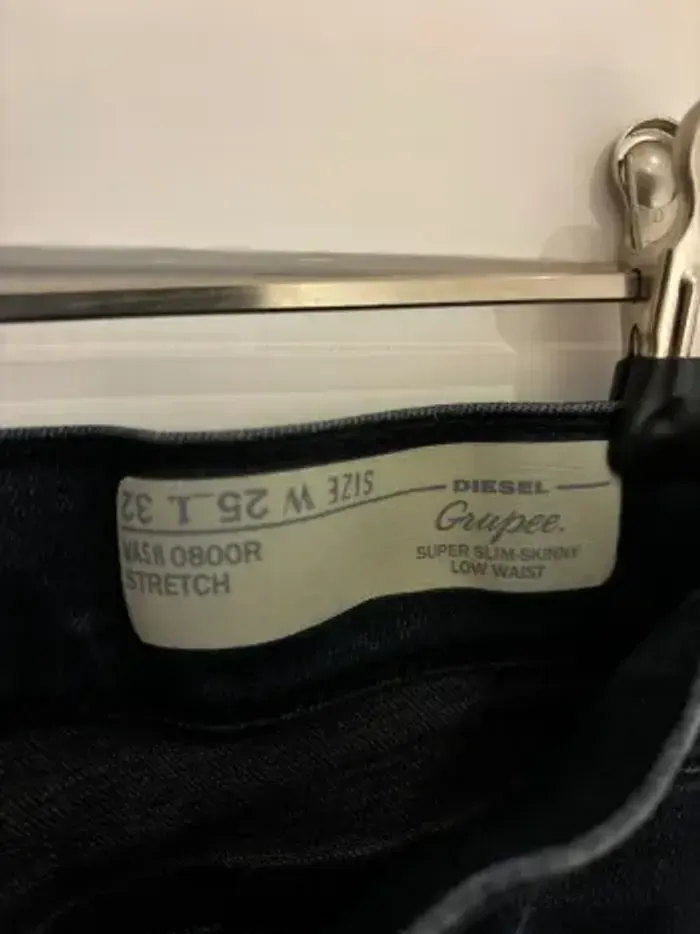 SIZE W 25 L 32
WASH 0800R
STRETCH
DIESEL
Grupee.
SUPER SLIM-SKINNY
LOW WAIST